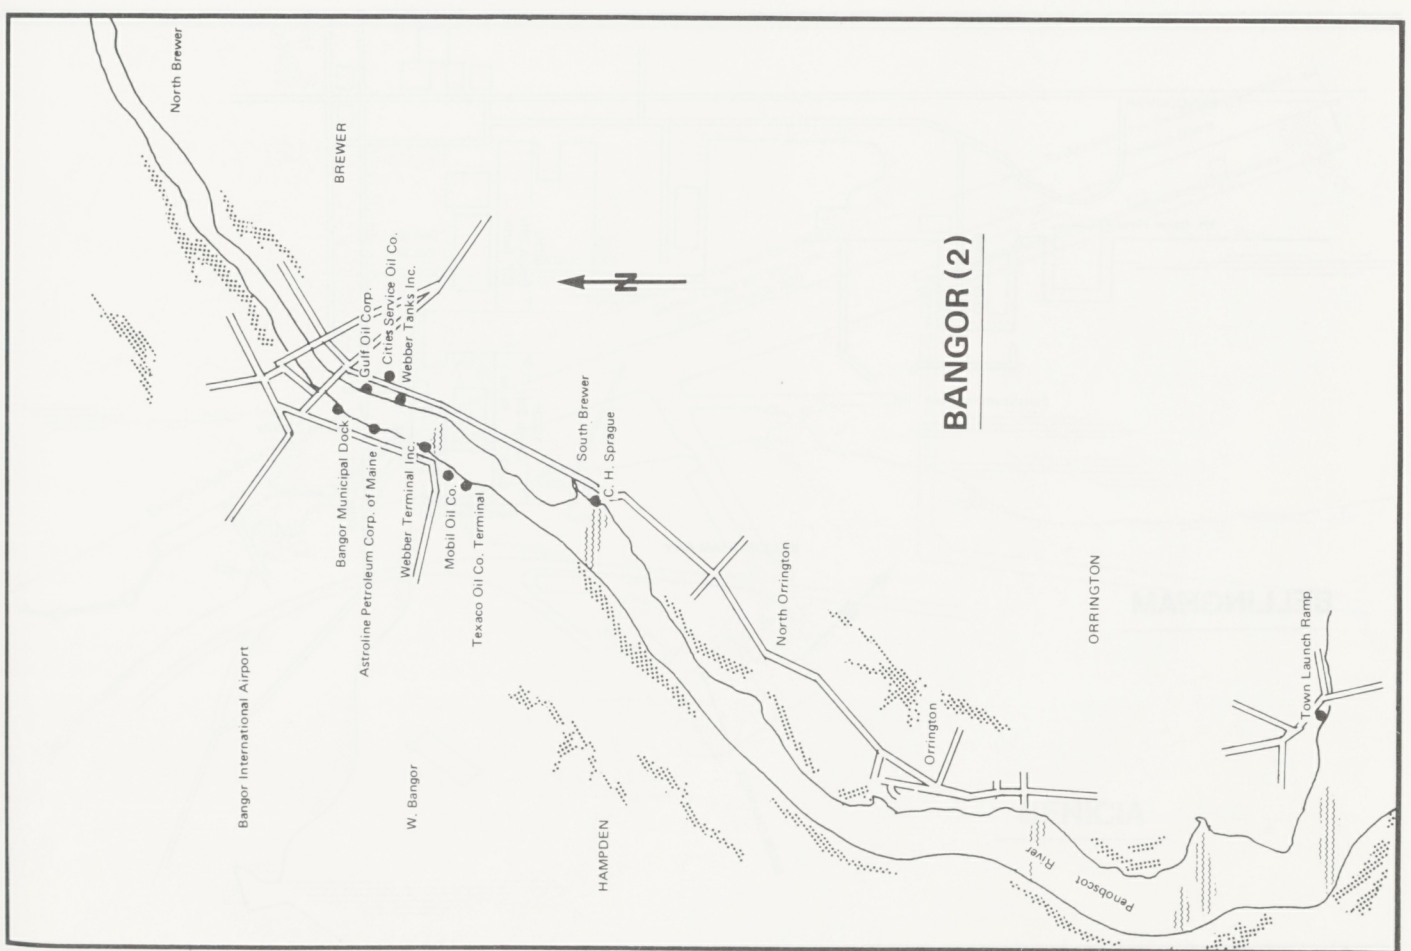 BANGOR (2)
N
North Brewer
BREWER
Gulf Oil Corp.
Cities Service Oil Co.
Webber Tanks Inc.
Bangor Municipal Dock
Astroline Petroleum Corp. of Maine
Webber Terminal Inc.
Mobil Oil Co.
Texaco Oil Co. Terminal
South Brewer
C. H. Sprague
Bangor International Airport
W. Bangor
HAMPDEN
North Orrington
Orrington
ORRINGTON
Penobscot River
Town Launch Ramp
BELLINGHAM